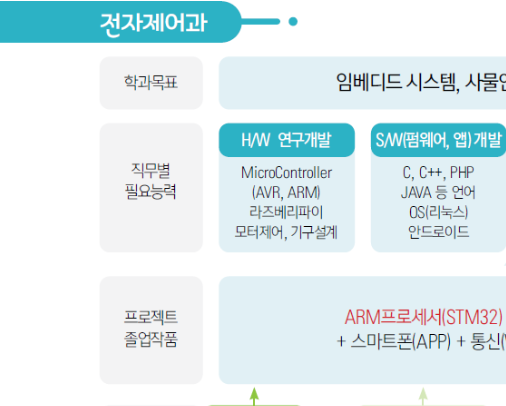 전자제어과
학과목표
임베디드 시스템, 사물인
직무별
필요능력
H/W 연구개발
MicroController
(AVR, ARM)
라즈베리파이
모터제어, 기구설계
S/W(펌웨어, 앱) 개발
C, C++, PHP
JAVA 등 언어
OS(리눅스)
안드로이드
프로젝트
졸업작품
ARM프로세서(STM32)
+ 스마트폰(APP) + 통신(